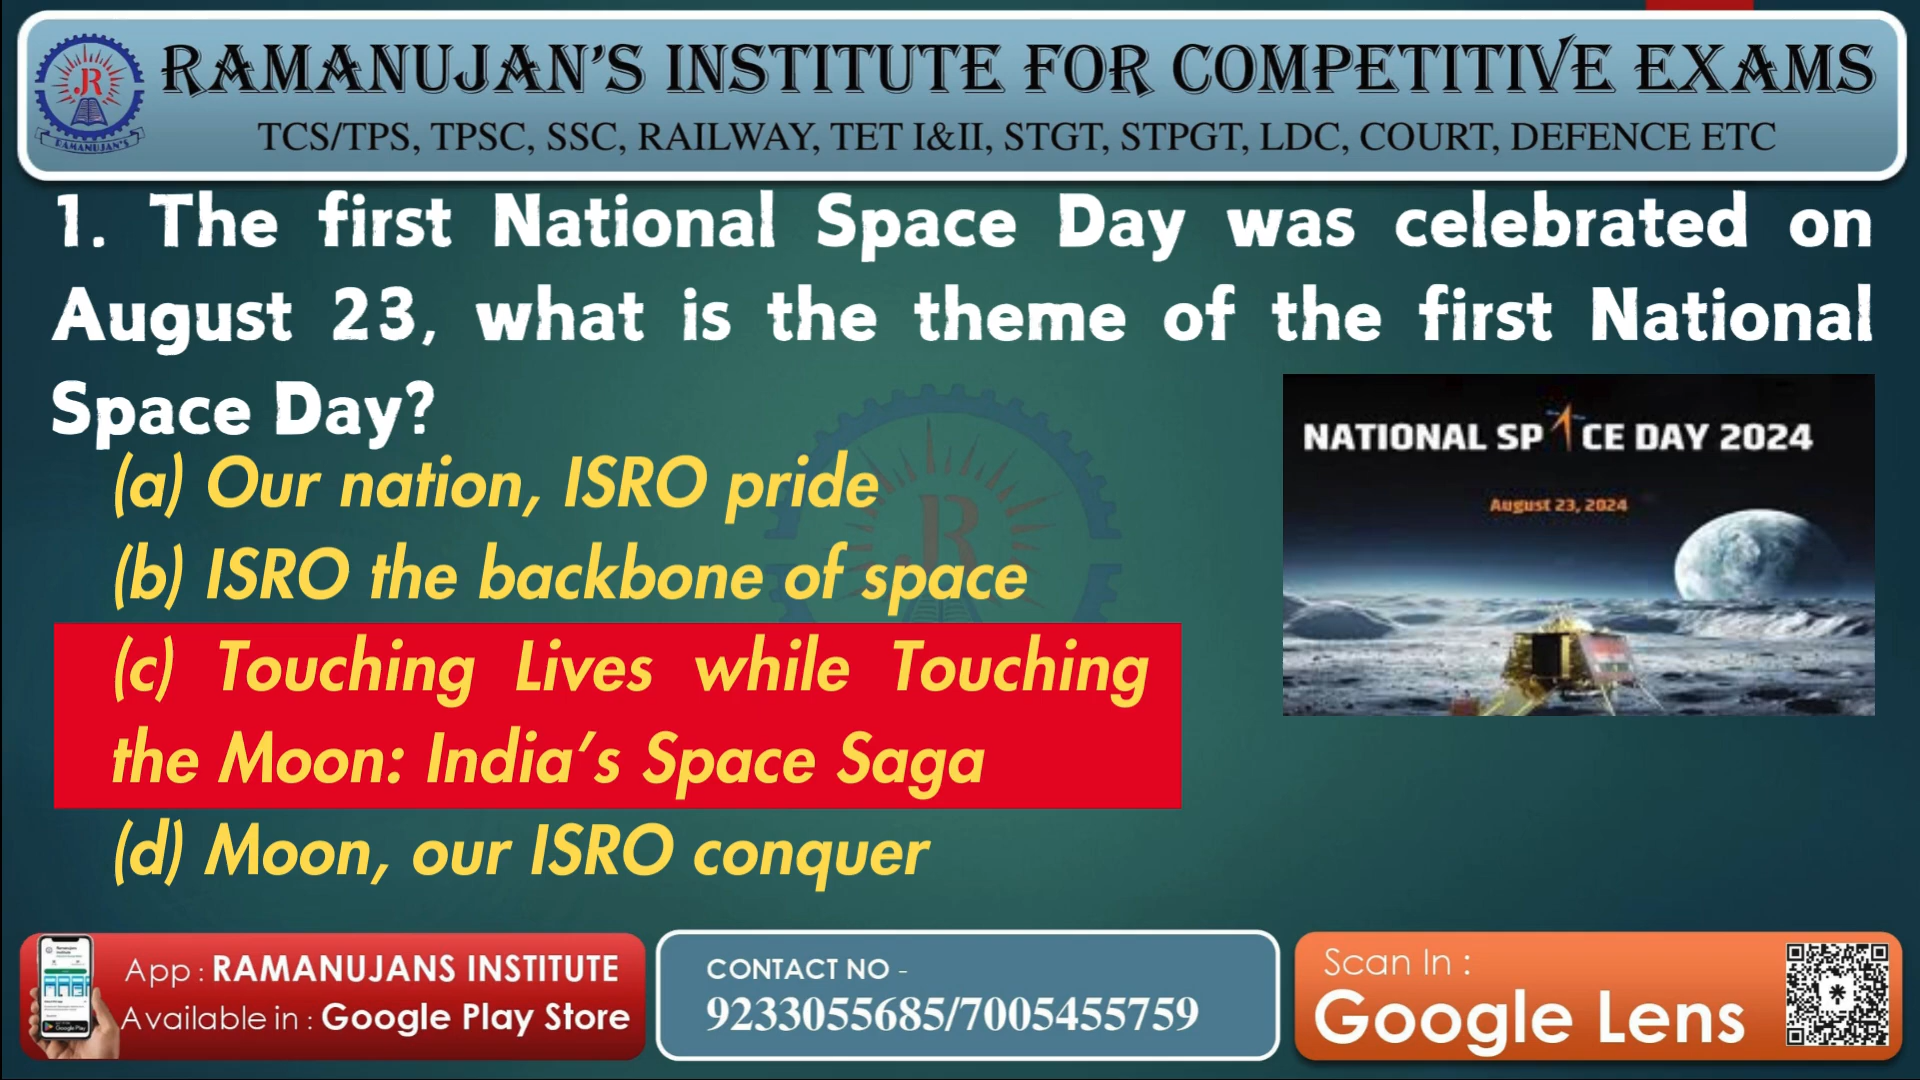 RAMANUJAN'S INSTITUTE FOR COMPETITIVE EXAMS
TCS/TPS, TPSC, SSC, RAILWAY, TET I&II, STGT, STPGT, LDC, COURT, DEFENCE ETC
JR
RAMANUJAN'S
1. The first National Space Day was celebrated on
August 23, what is the theme of the first National
Space Day?
(a) Our nation, ISRO pride
(b) ISRO the backbone of space
(c) Touching Lives while Touching
the Moon: India's Space Saga
(d) Moon, our ISRO conquer
JR
NATIONAL SPACE DAY 2024
August 23, 2024
App : RAMANUJANS INSTITUTE
Available in : Google Play Store
CONTACT NO -
9233055685/7005455759
Scan In :
Google Lens